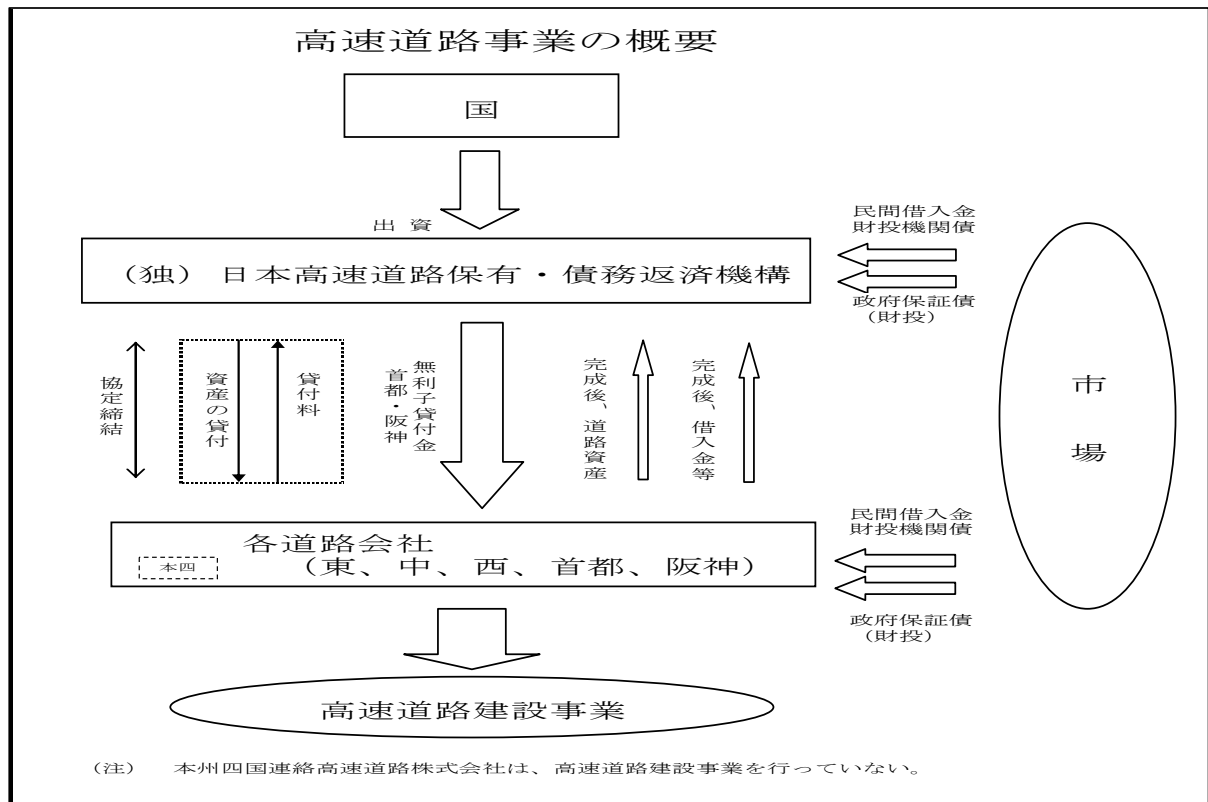 高速道路事業の概要
国
出 資
民間借入金
財投機関債
政府保証債
(財投)
(独) 日本高速道路保有・債務返済機構
協定締結
資産の貸付
貸付料
無利子貸付金
首都・阪神
完成後、道路資産
完成後、借入金等
市
場
民間借入金
財投機関債
政府保証債
(財投)
各道路会社
本四
(東、中、西、首都、阪神)
高速道路建設事業
(注) 本州四国連絡高速道路株式会社は、高速道路建設事業を行っていない。